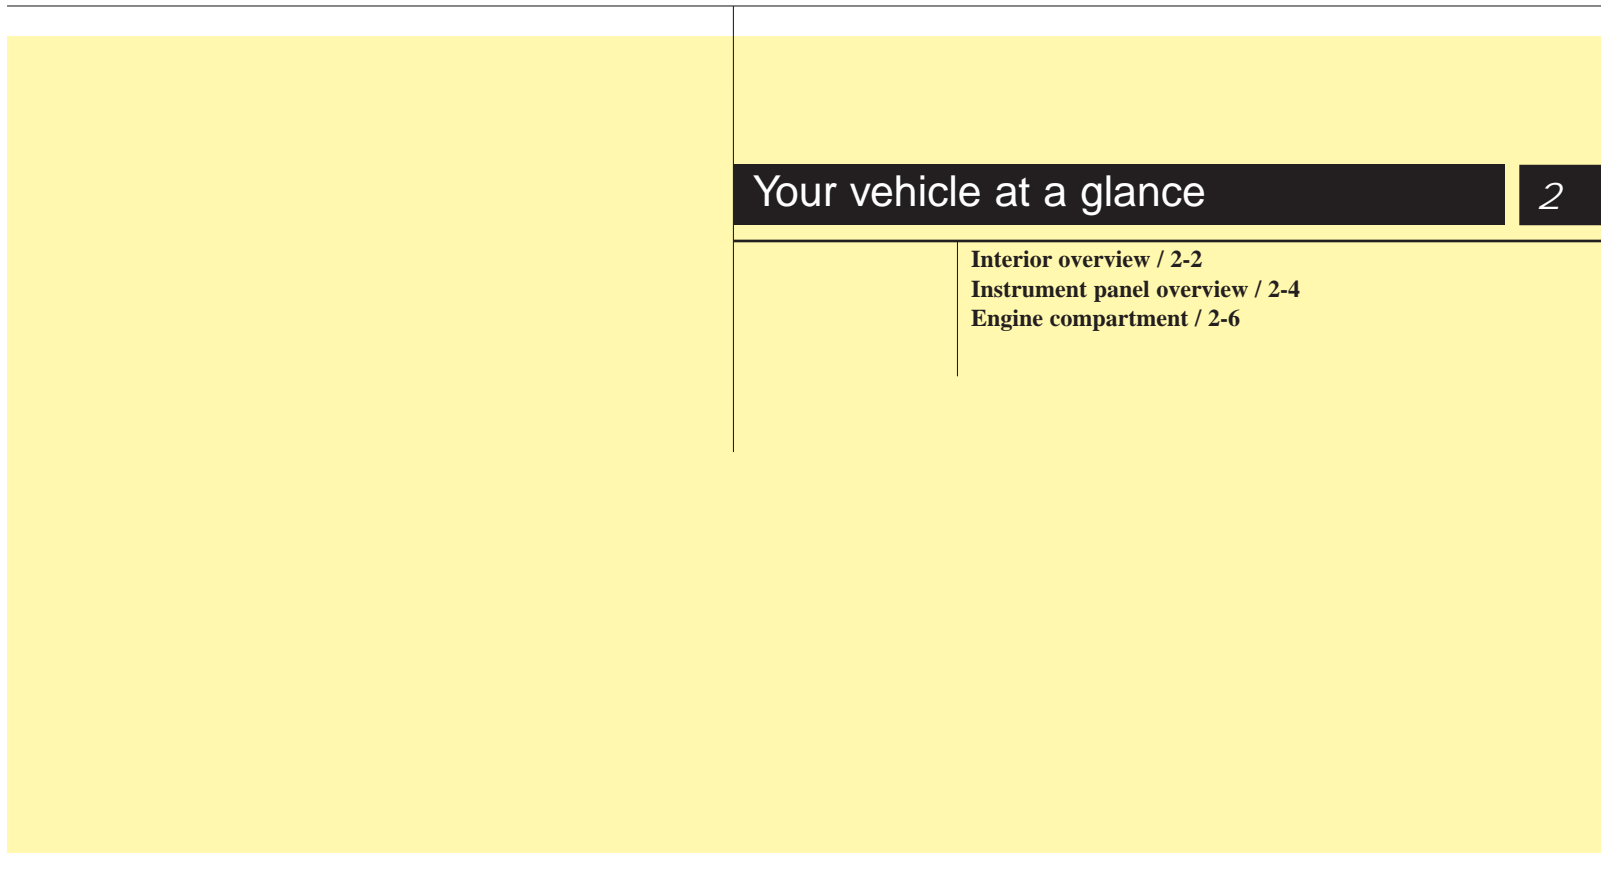 Your vehicle at a glance
2
Interior overview / 2-2
Instrument panel overview / 2-4
Engine compartment / 2-6